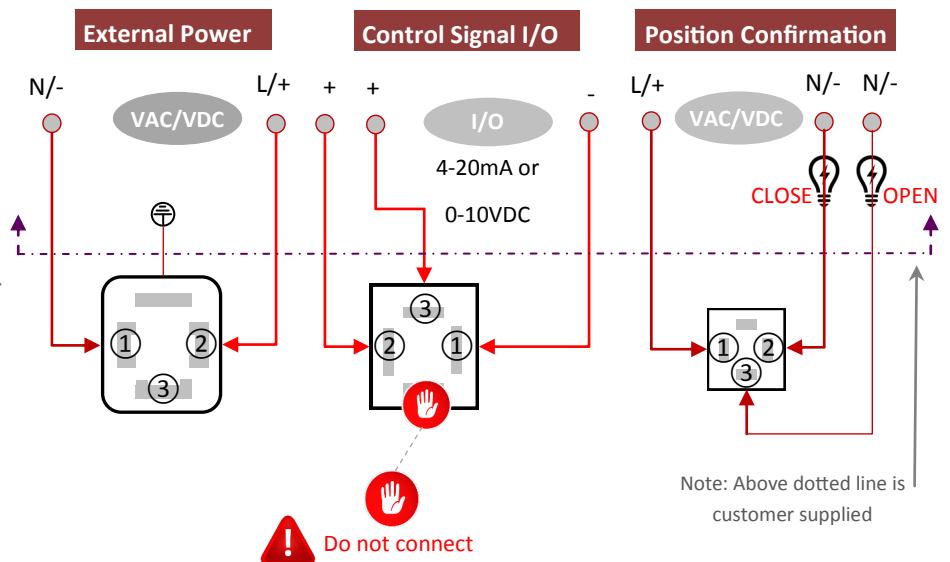 External Power
Control Signal I/O
Position Confirmation
N/-
VAC/VDC
L/+
+
+
I/O
-
L/+
VAC/VDC
N/-
N/-
4-20mA or
0-10VDC
CLOSE
OPEN
1
2
3
3
2
1
1
2
3
Note: Above dotted line is
customer supplied
! Do not connect